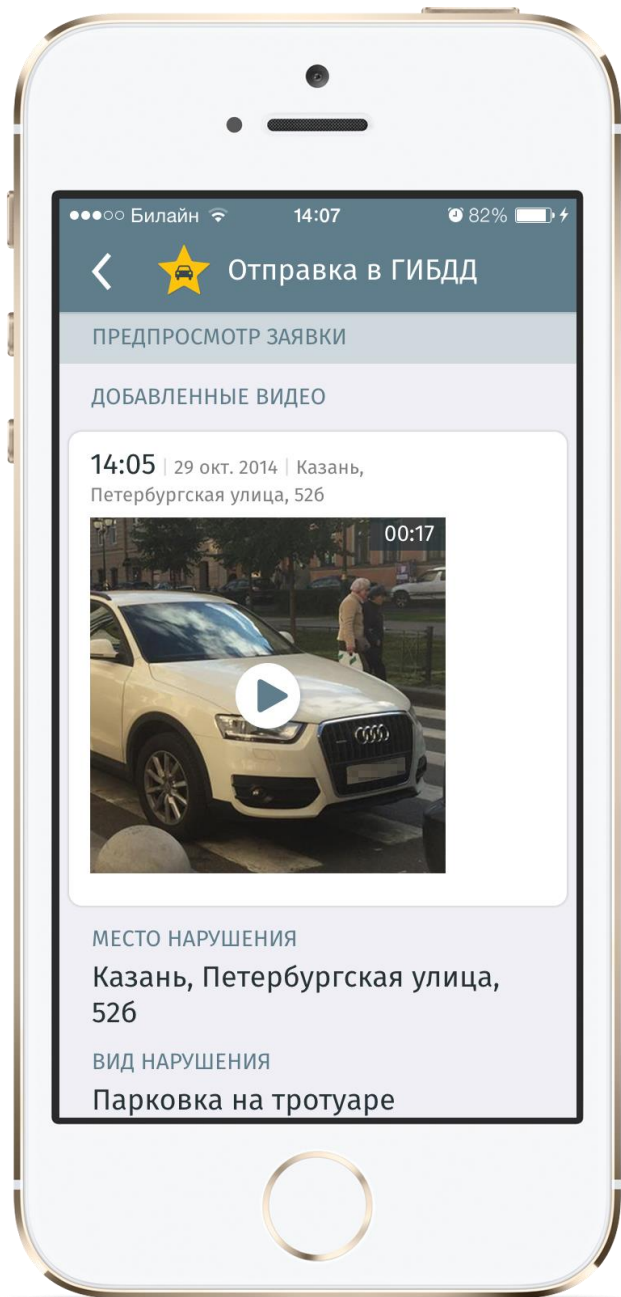 Билайн 14:07 82%
Отправка в ГИБДД
ПРЕДПРОСМОТР ЗАЯВКИ
ДОБАВЛЕННЫЕ ВИДЕО
14:05 | 29 окт. 2014 | Казань,
Петербургская улица, 52б
00:17
МЕСТО НАРУШЕНИЯ
Казань, Петербургская улица,
52б
ВИД НАРУШЕНИЯ
Парковка на тротуаре